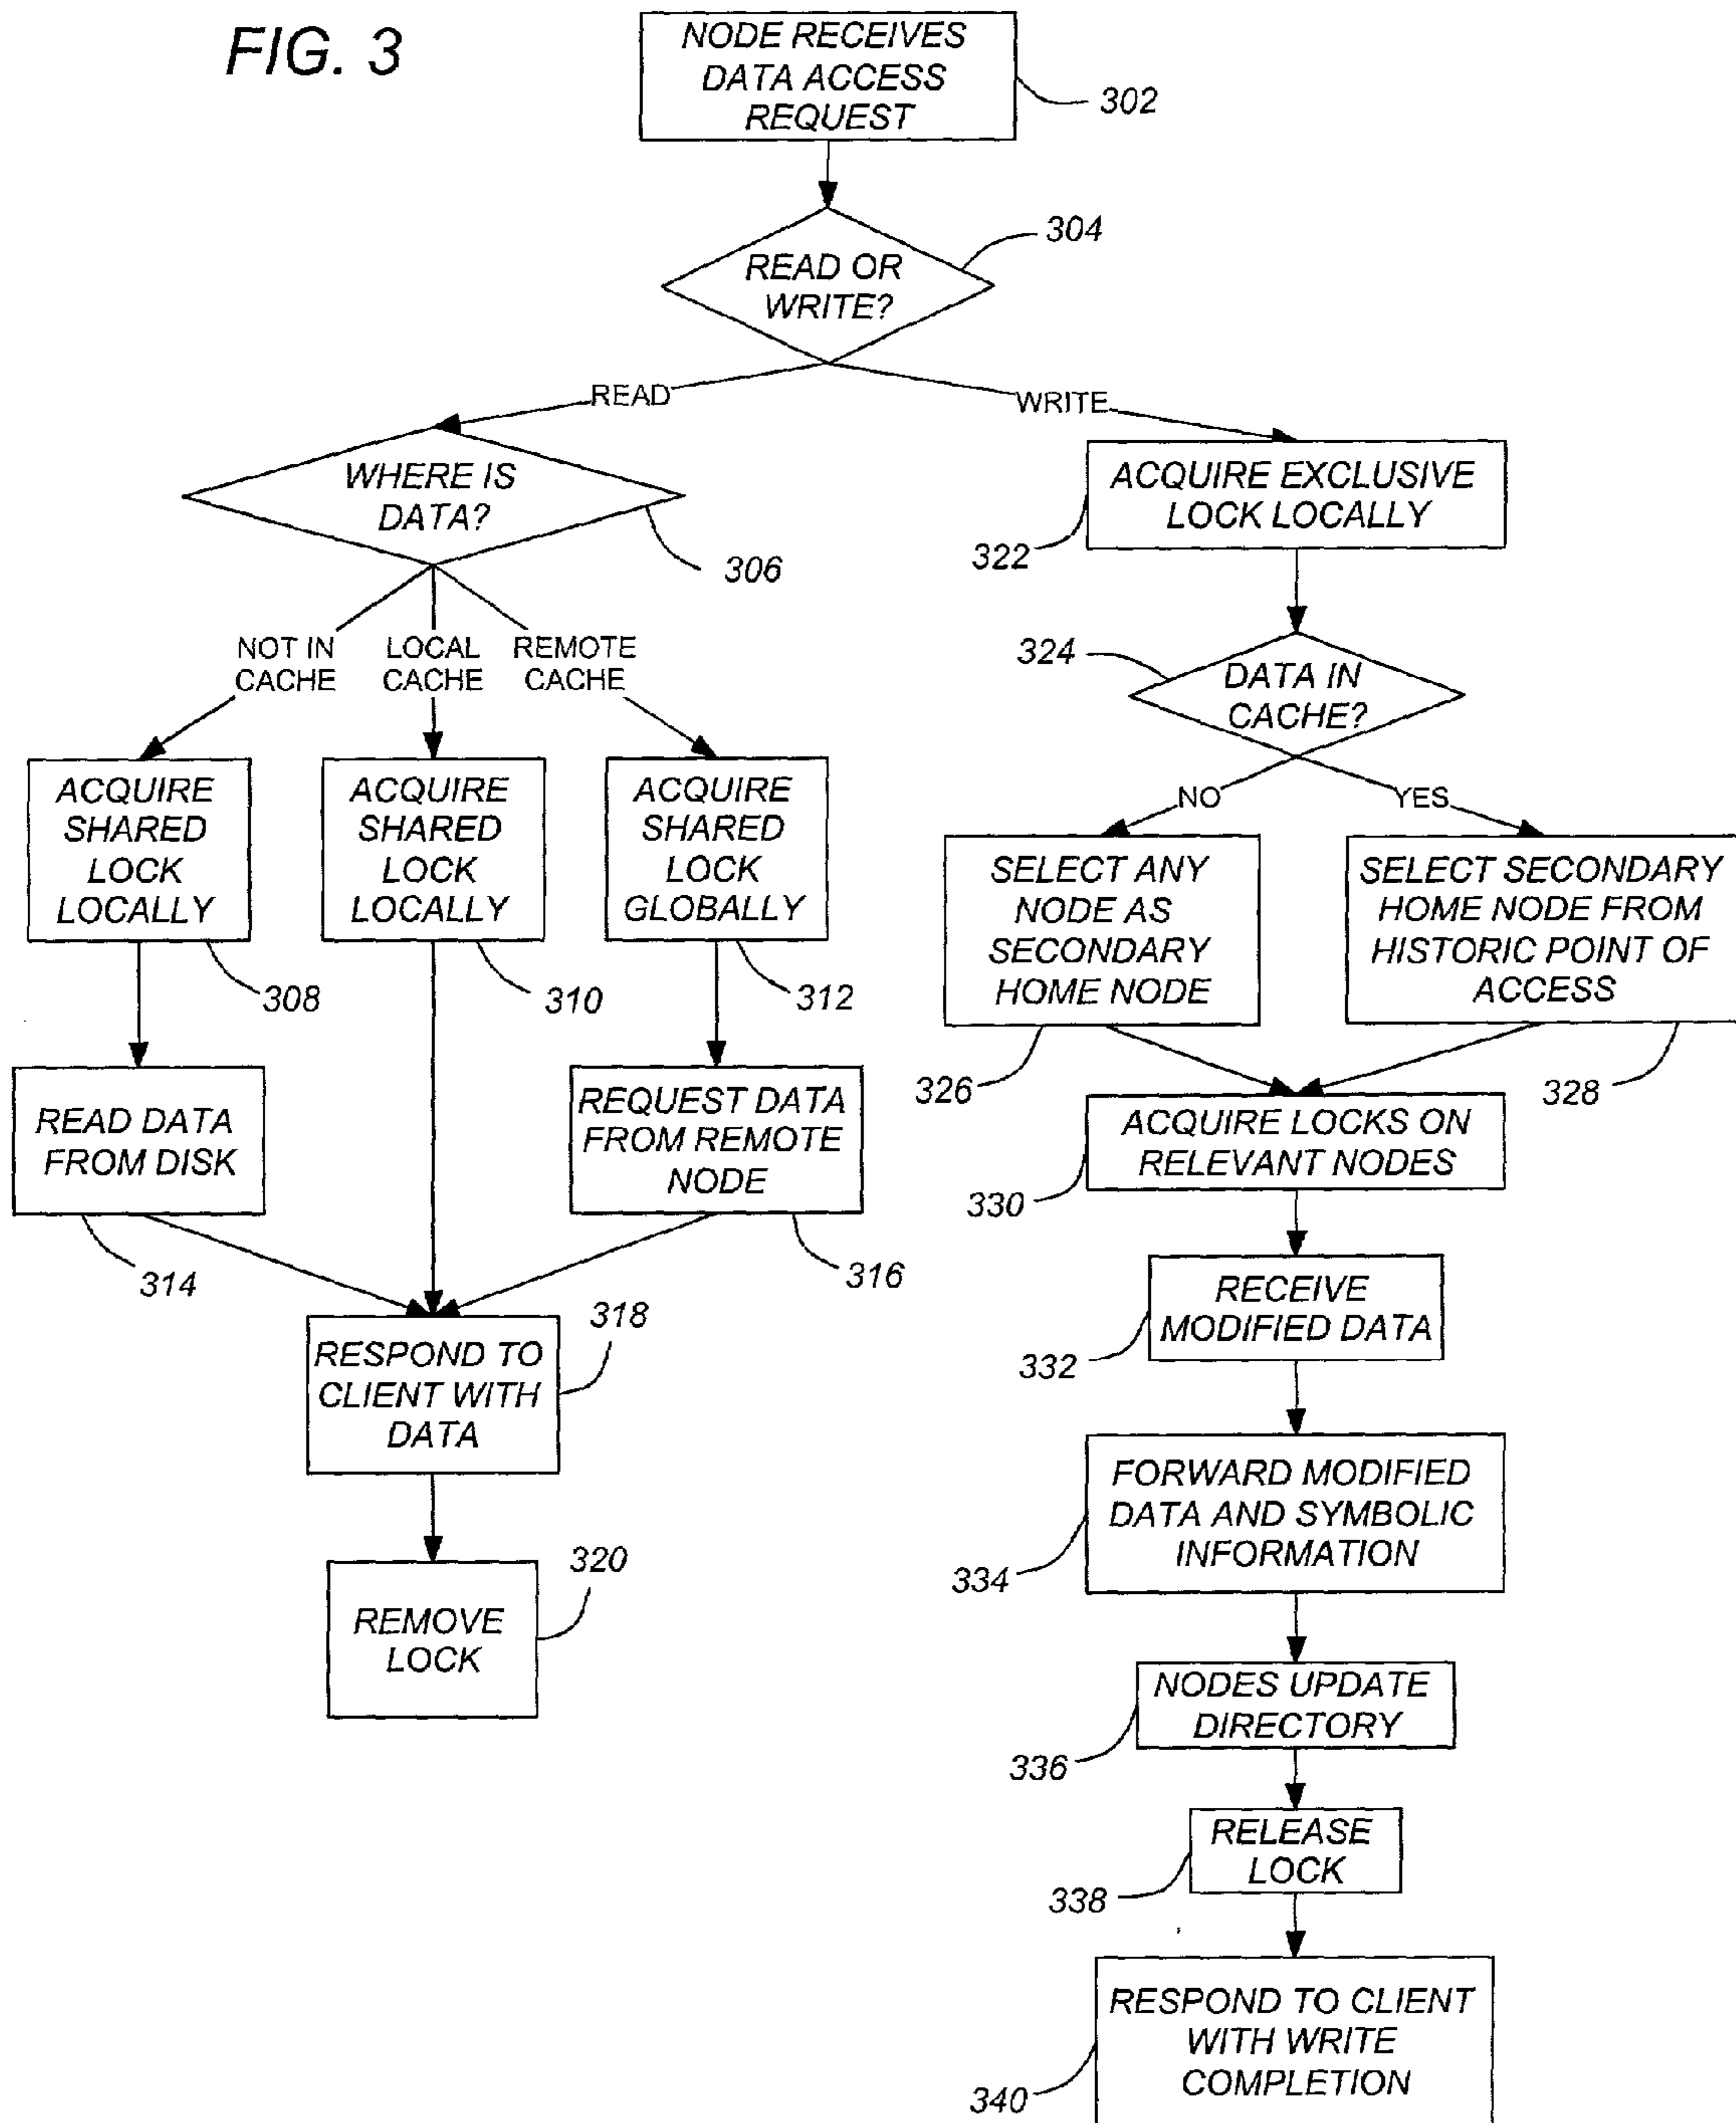 FIG. 3
NODE RECEIVES
DATA ACCESS
REQUEST
302
READ OR
WRITE?
304
READ
WRITE
WHERE IS
DATA?
306
NOT IN
CACHE
LOCAL
CACHE
REMOTE
CACHE
ACQUIRE
SHARED
LOCK
LOCALLY
308
ACQUIRE
SHARED
LOCK
LOCALLY
310
ACQUIRE
SHARED
LOCK
GLOBALLY
312
READ DATA
FROM DISK
314
REQUEST DATA
FROM REMOTE
NODE
316
RESPOND TO
CLIENT WITH
DATA
318
REMOVE
LOCK
320
ACQUIRE EXCLUSIVE
LOCK LOCALLY
322
DATA IN
CACHE?
324
NO
YES
SELECT ANY
NODE AS
SECONDARY
HOME NODE
326
SELECT SECONDARY
HOME NODE FROM
HISTORIC POINT OF
ACCESS
328
ACQUIRE LOCKS ON
RELEVANT NODES
330
RECEIVE
MODIFIED DATA
332
FORWARD MODIFIED
DATA AND SYMBOLIC
INFORMATION
334
NODES UPDATE
DIRECTORY
336
RELEASE
LOCK
338
RESPOND TO CLIENT
WITH WRITE
COMPLETION
340